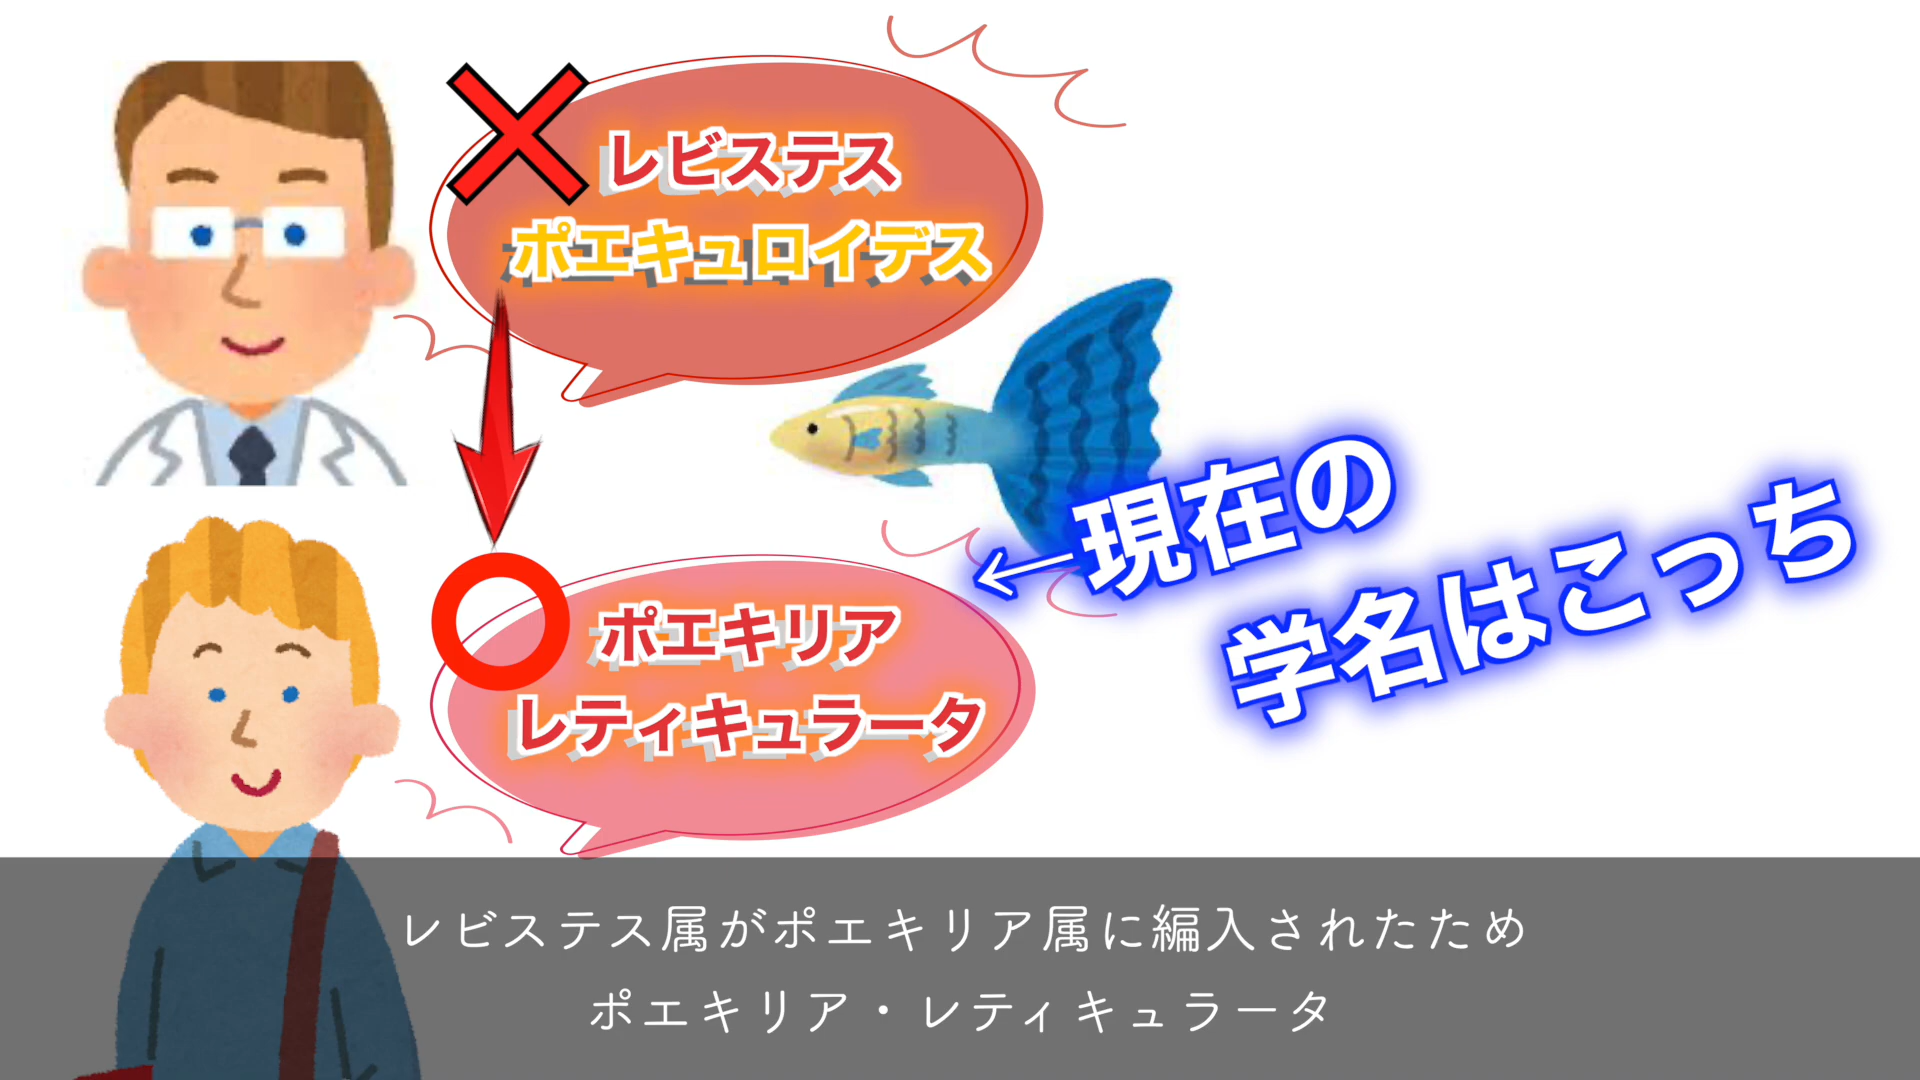 レビステス
ポエキュロイデス
←現在の
学名はこっち
ポエキリア
レティキュラータ
レビステス属がポエキリア属に編入されたため
ポエキリア・レティキュラータ